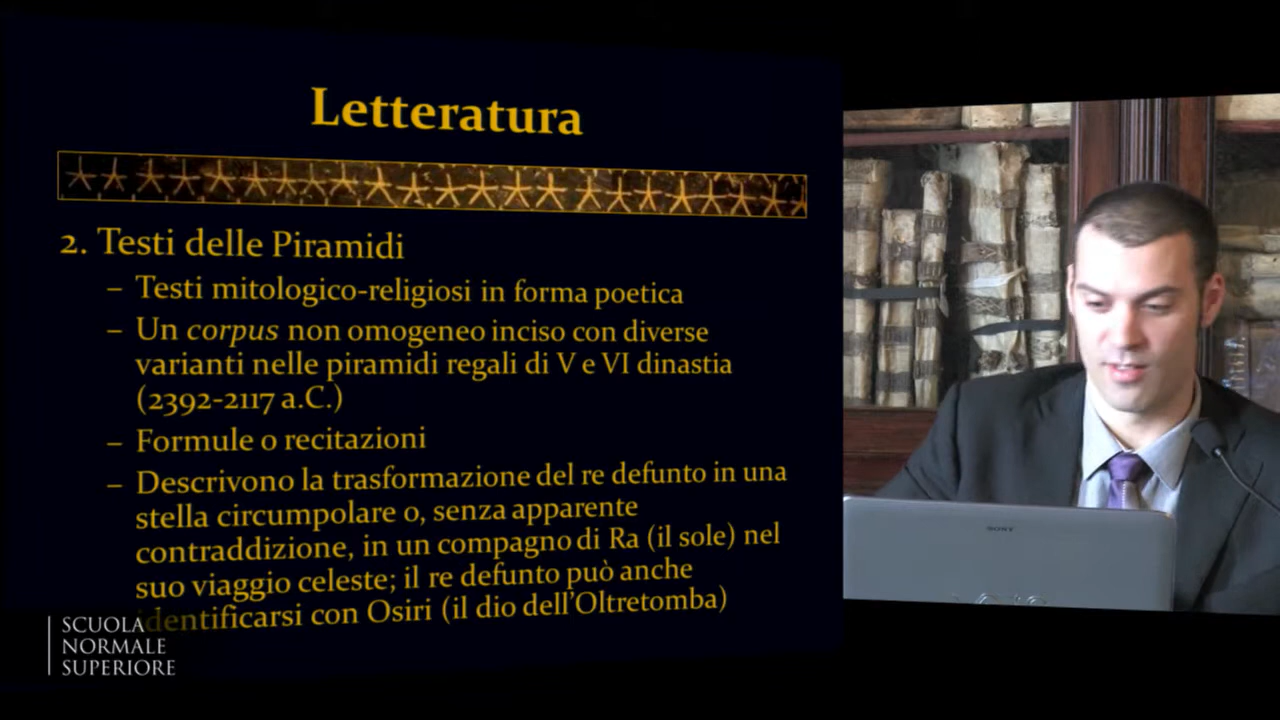 Letteratura
2. Testi delle Piramidi
– Testi mitologico-religiosi in forma poetica
– Un corpus non omogeneo inciso con diverse
varianti nelle piramidi regali di V e VI dinastia
(2392-2117 a.C.)
– Formule o recitazioni
– Descrivono la trasformazione del re defunto in una
stella circumpolare o, senza apparente
contraddizione, in un compagno di Ra (il sole) nel
suo viaggio celeste; il re defunto può anche
identificarsi con Osiri (il dio dell'Oltretomba)
SCUOLA
NORMALE
SUPERIORE
SONY